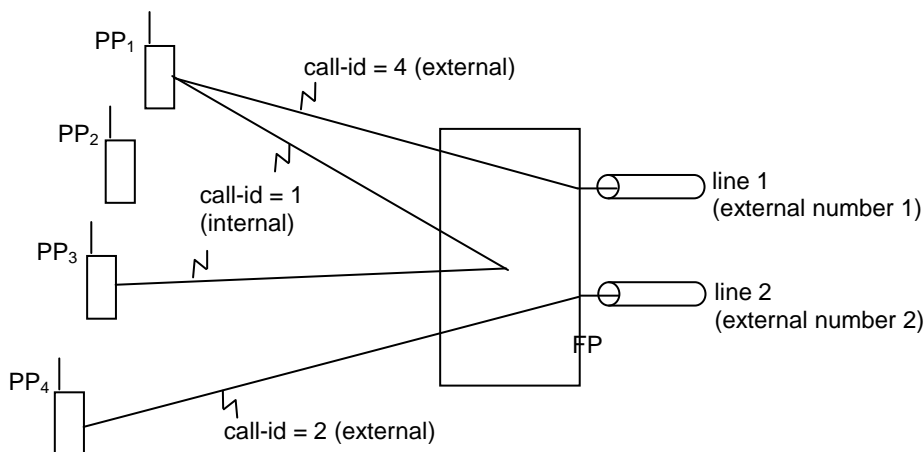 PP₁
call-id = 4 (external)
PP₂
line 1
(external number 1)
call-id = 1
(internal)
PP₃
line 2
(external number 2)
FP
PP₄
call-id = 2 (external)